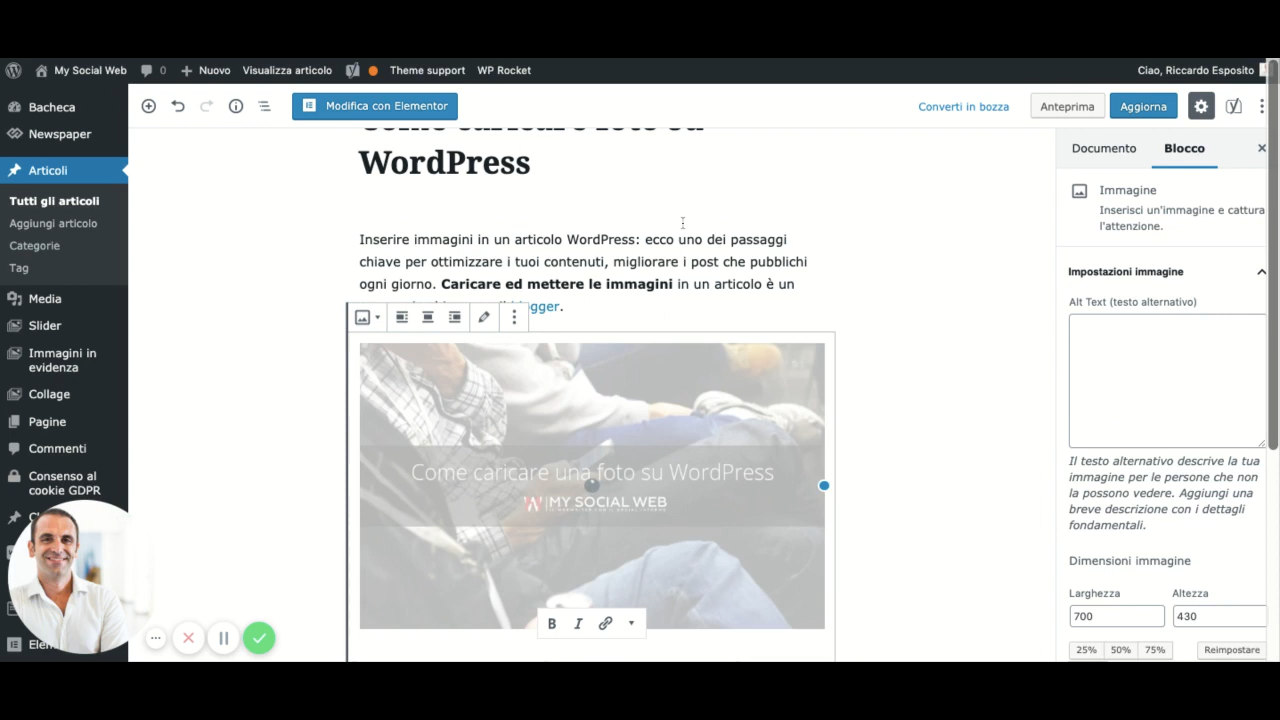 My Social Web
0
Nuovo
Visualizza articolo
Theme support
WP Rocket
Ciao, Riccardo Esposito
Modifica con Elementor
Converti in bozza
Anteprima
Aggiorna
Bacheca
Newspaper
Articoli
Tutti gli articoli
Aggiungi articolo
Categorie
Tag
Media
Slider
Immagini in
evidenza
Collage
Pagine
Commenti
Consenso al
cookie GDPR
Come caricare foto su
WordPress
Inserire immagini in un articolo WordPress: ecco uno dei passaggi
chiave per ottimizzare i tuoi contenuti, migliorare i post che pubblichi
ogni giorno. Caricare ed mettere le immagini in un articolo è un
Come caricare una foto su WordPress
MY SOCIAL WEB
B I
Documento
Blocco
Immagine
Inserisci un'immagine e cattura
l'attenzione.
Impostazioni immagine
Alt Text (testo alternativo)
Il testo alternativo descrive la tua
immagine per le persone che non
la possono vedere. Aggiungi una
breve descrizione con i dettagli
fondamentali.
Dimensioni immagine
Larghezza
Altezza
700
430
25%
50%
75%
Reimpostare